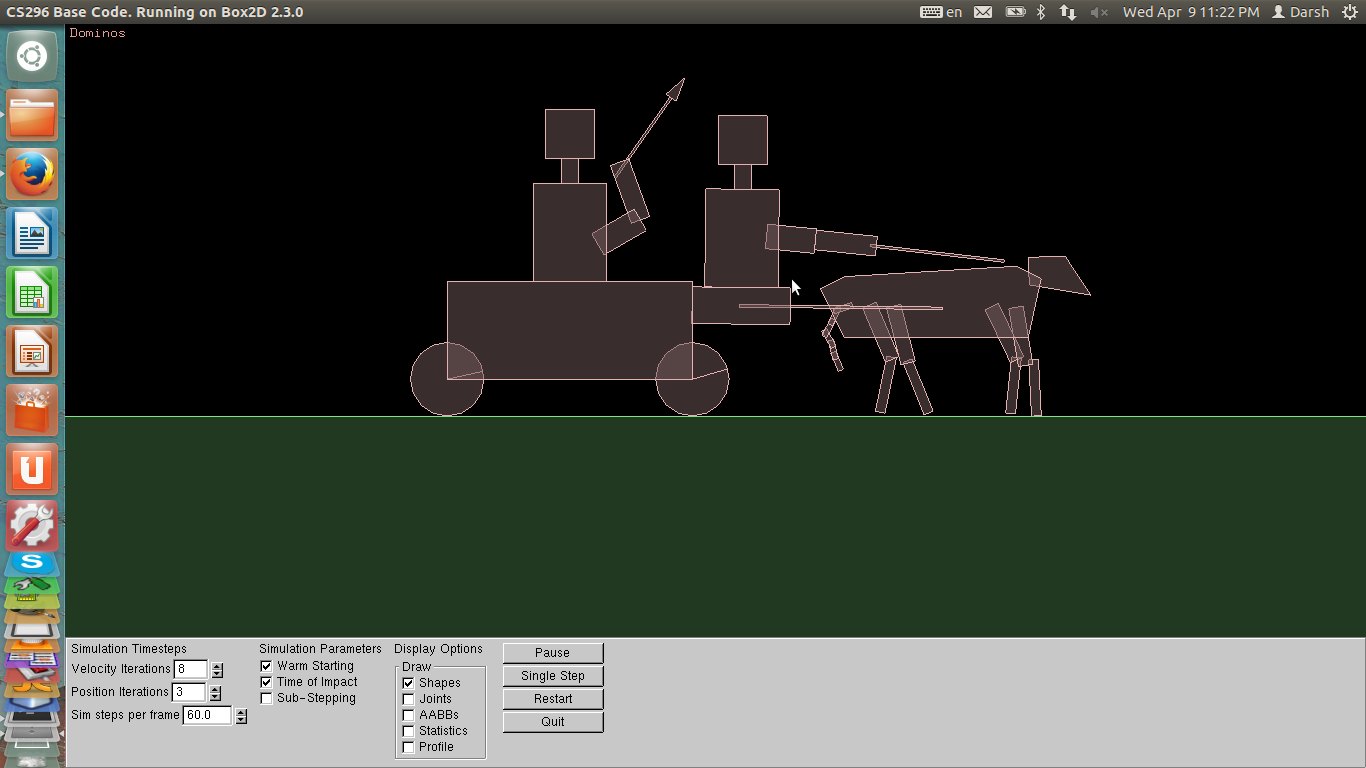 CS296 Base Code. Running on Box2D 2.3.0
en
Wed Apr 9 11:22 PM
Darsh
Dominos
Simulation Timesteps
Velocity Iterations 8
Position Iterations 3
Sim steps per frame 60.0
Simulation Parameters
Warm Starting
Time of Impact
Sub-Stepping
Display Options
Draw
Shapes
Joints
AABBs
Statistics
Profile
Pause
Single Step
Restart
Quit